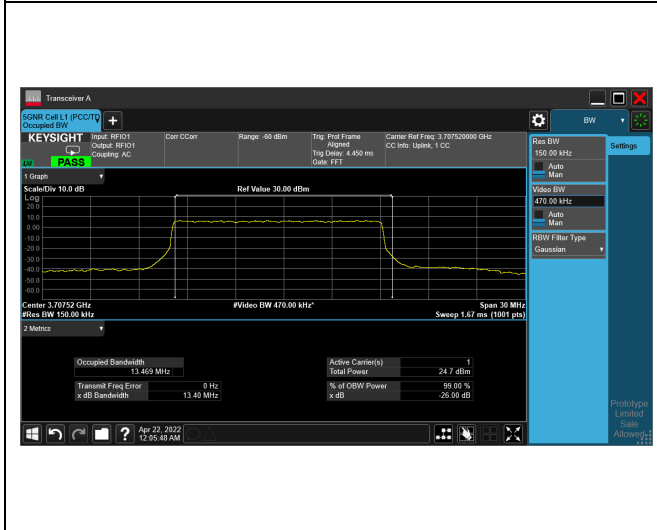 Transceiver A
5GNR Cell L1 (PCC/TD
Occupied BW
+
KEYSIGHT
LV PASS
Input: RFIO1
Output: RFIO1
Coupling: AC
Corr CCorr
Range: -60 dBm
Trig: Prot Frame
Aligned
Trig Delay: 4.450 ms
Gate: FFT
Carrier Ref Freq: 3.707520000 GHz
CC Info: Uplink, 1 CC
1 Graph
Scale/Div 10.0 dB
Ref Value 30.00 dBm
Log
20.0
10.0
0.00
-10.0
-20.0
-30.0
-40.0
-50.0
-60.0
Center 3.70752 GHz
#Video BW 470.00 kHz*
Span 30 MHz
#Res BW 150.00 kHz
Sweep 1.67 ms (1001 pts)
2 Metrics
Occupied Bandwidth
13.469 MHz
Transmit Freq Error 0 Hz
x dB Bandwidth 13.40 MHz
Active Carrier(s) 1
Total Power 24.7 dBm
% of OBW Power 99.00 %
x dB -26.00 dB
Apr 22, 2022
12:05:48 AM
?
BW
Res BW
150.00 kHz
Auto
Man
Video BW
470.00 kHz
Auto
Man
RBW Filter Type
Gaussian
Settings
Prototype
Limited
Sale
Allowed